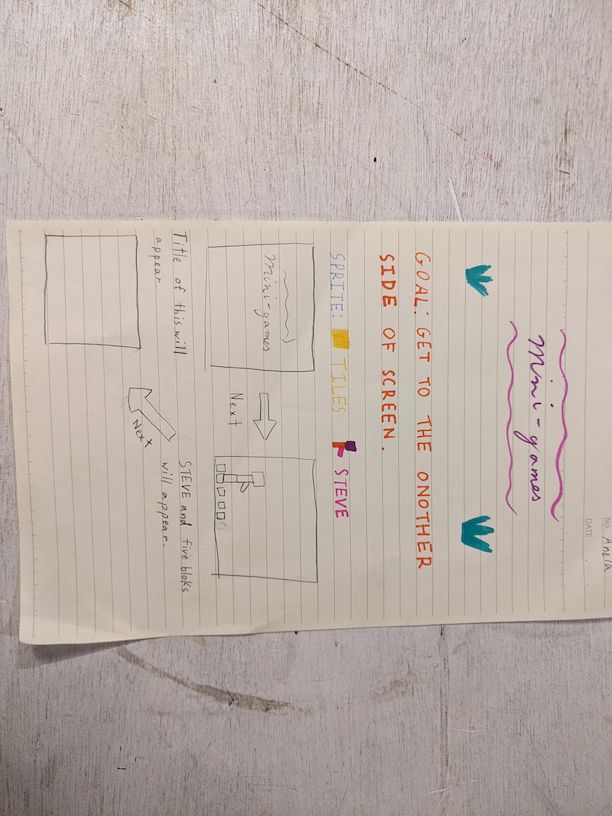 NO. Anela
DATE
Mini-games
GOAL: GET TO THE ONOTHER
SIDE OF SCREEN.
SPRITE: TILES STEVE
Mini-games
Next
Title of this will
appear.
STEVE and five bloks
will appear.
Next